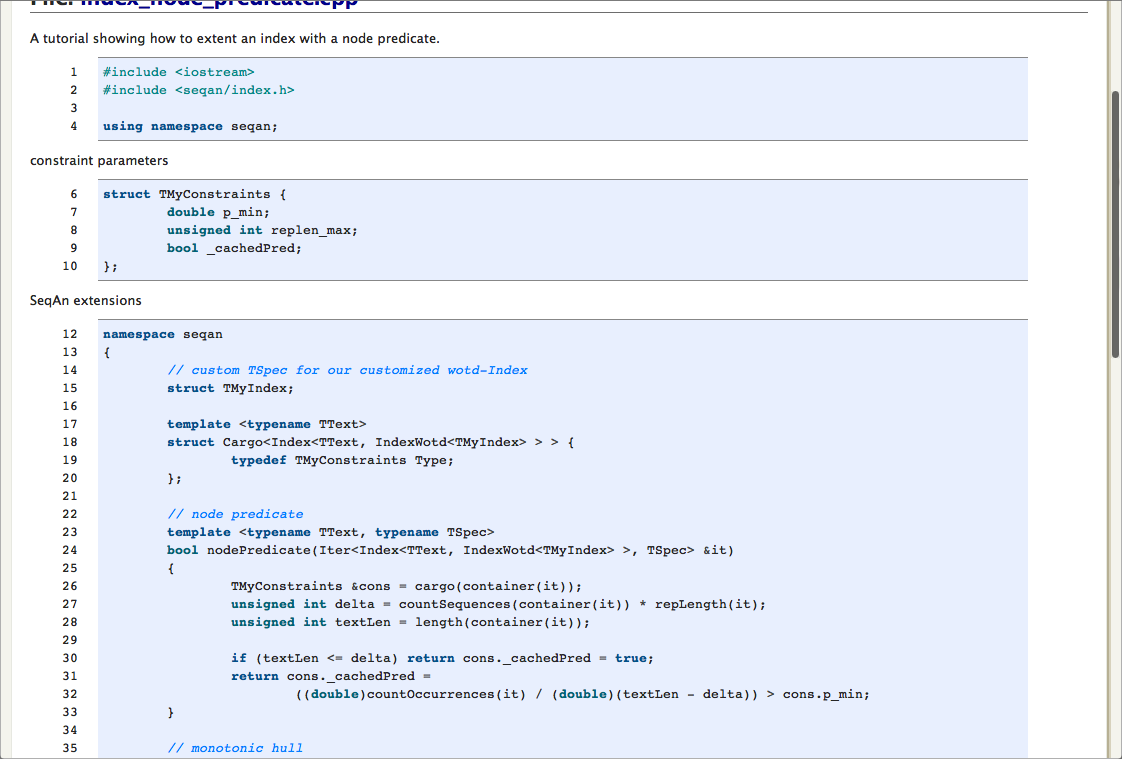 File: index_node_predicate.cpp
A tutorial showing how to extent an index with a node predicate.
1 #include <iostream>
2 #include <seqan/index.h>
3
4 using namespace seqan;
constraint parameters
6 struct TMyConstraints {
7 double p_min;
8 unsigned int replen_max;
9 bool _cachedPred;
10 };
SeqAn extensions
12 namespace seqan
13 {
14 // custom TSpec for our customized wotd-Index
15 struct TMyIndex;
16
17 template <typename TText>
18 struct Cargo<Index<TText, IndexWotd<TMyIndex> > > {
19 typedef TMyConstraints Type;
20 };
21
22 // node predicate
23 template <typename TText, typename TSpec>
24 bool nodePredicate(Iter<Index<TText, IndexWotd<TMyIndex> >, TSpec> &it)
25 {
26 TMyConstraints &cons = cargo(container(it));
27 unsigned int delta = countSequences(container(it)) * repLength(it);
28 unsigned int textLen = length(container(it));
29
30 if (textLen <= delta) return cons._cachedPred = true;
31 return cons._cachedPred =
32 ((double)countOccurrences(it) / (double)(textLen - delta)) > cons.p_min;
33 }
34
35 // monotonic hull